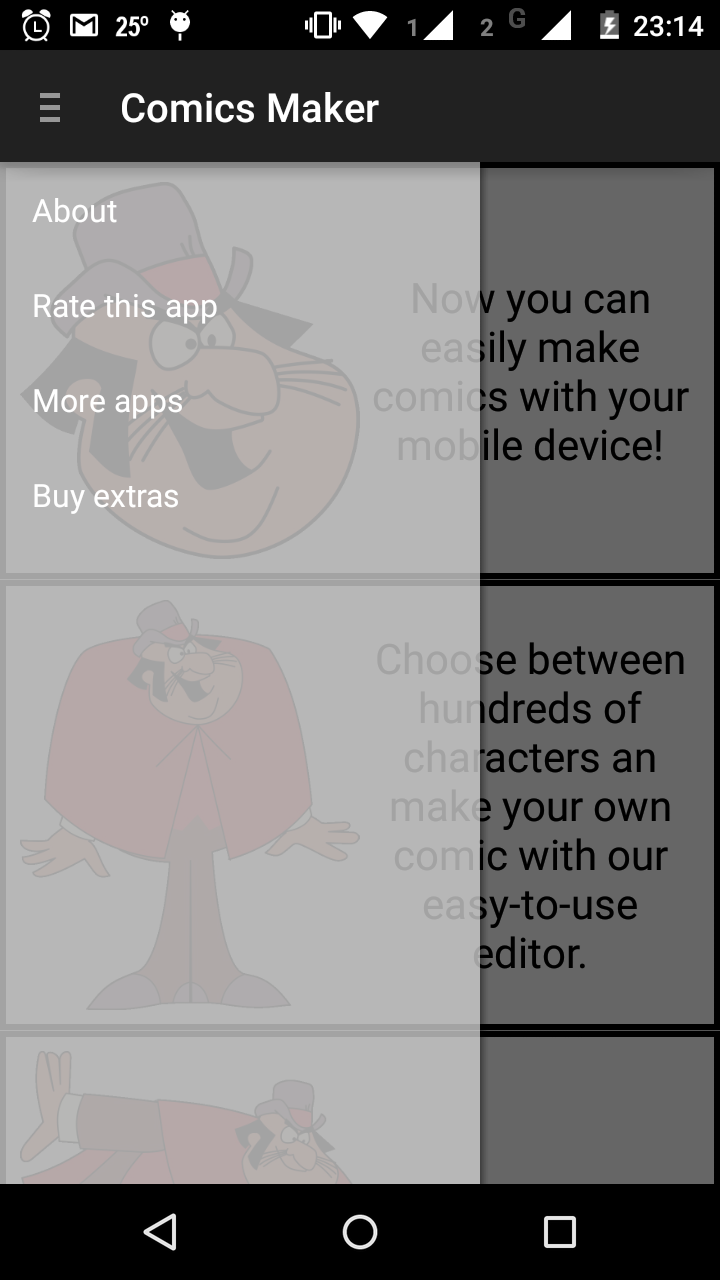 25º 1 2 G 23:14
Comics Maker
About
Rate this app
More apps
Buy extras
Now you can
easily make
comics with your
mobile device!
Choose between
hundreds of
characters an
make your own
comic with our
easy-to-use
editor.